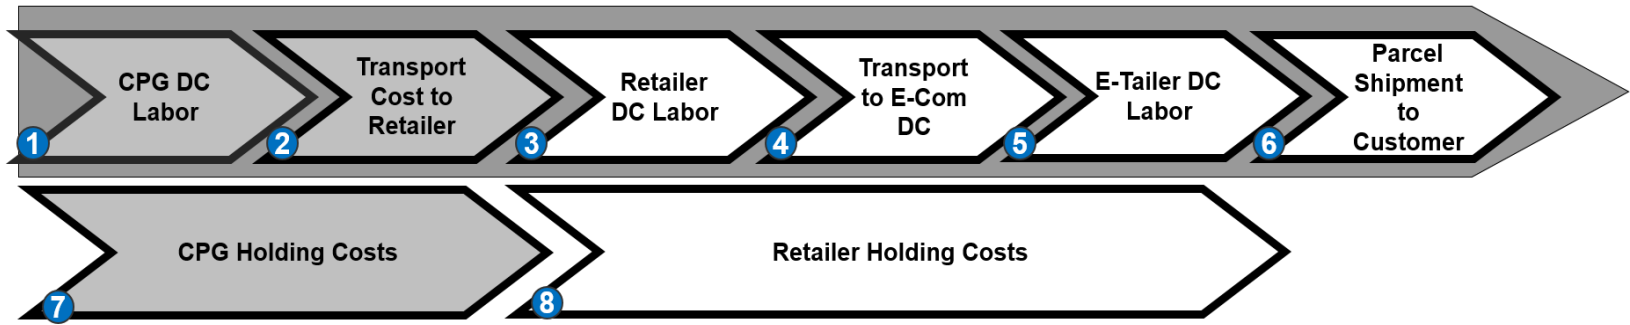 CPG DC
Labor
1
Transport
Cost to
Retailer
2
Retailer
DC Labor
3
Transport
to E-Com
DC
4
E-Tailer DC
Labor
5
Parcel
Shipment
to
Customer
6
CPG Holding Costs
7
Retailer Holding Costs
8